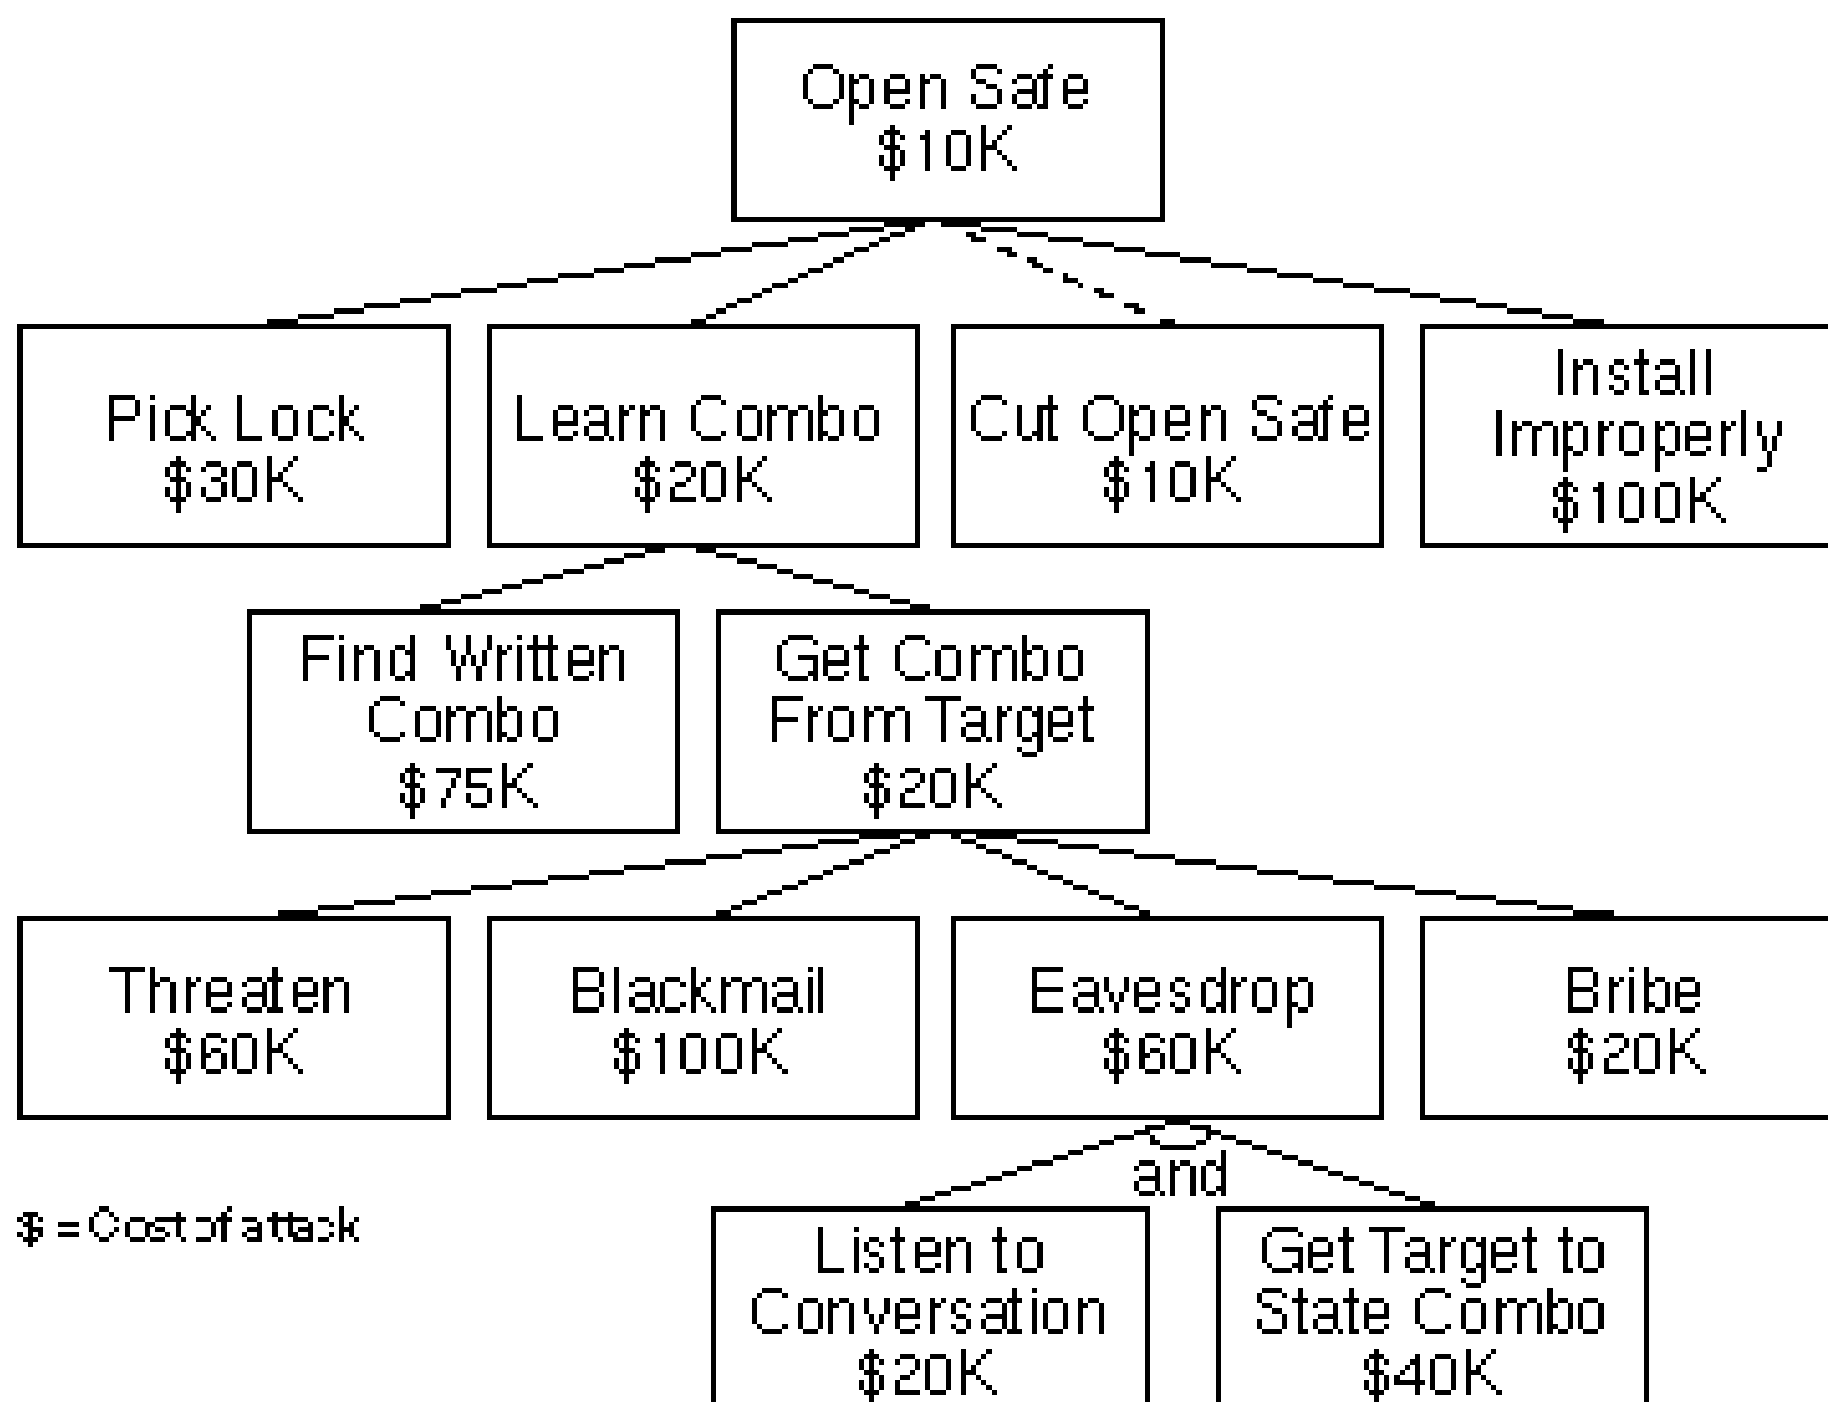 Open Safe
$10K
Pick Lock
$30K
Learn Combo
$20K
Cut Open Safe
$10K
Install
Improperly
$100K
Find Written
Combo
$75K
Get Combo
From Target
$20K
Threaten
$60K
Blackmail
$100K
Eavesdrop
$60K
Bribe
$20K
and
$ = Cost of attack
Listen to
Conversation
$20K
Get Target to
State Combo
$40K